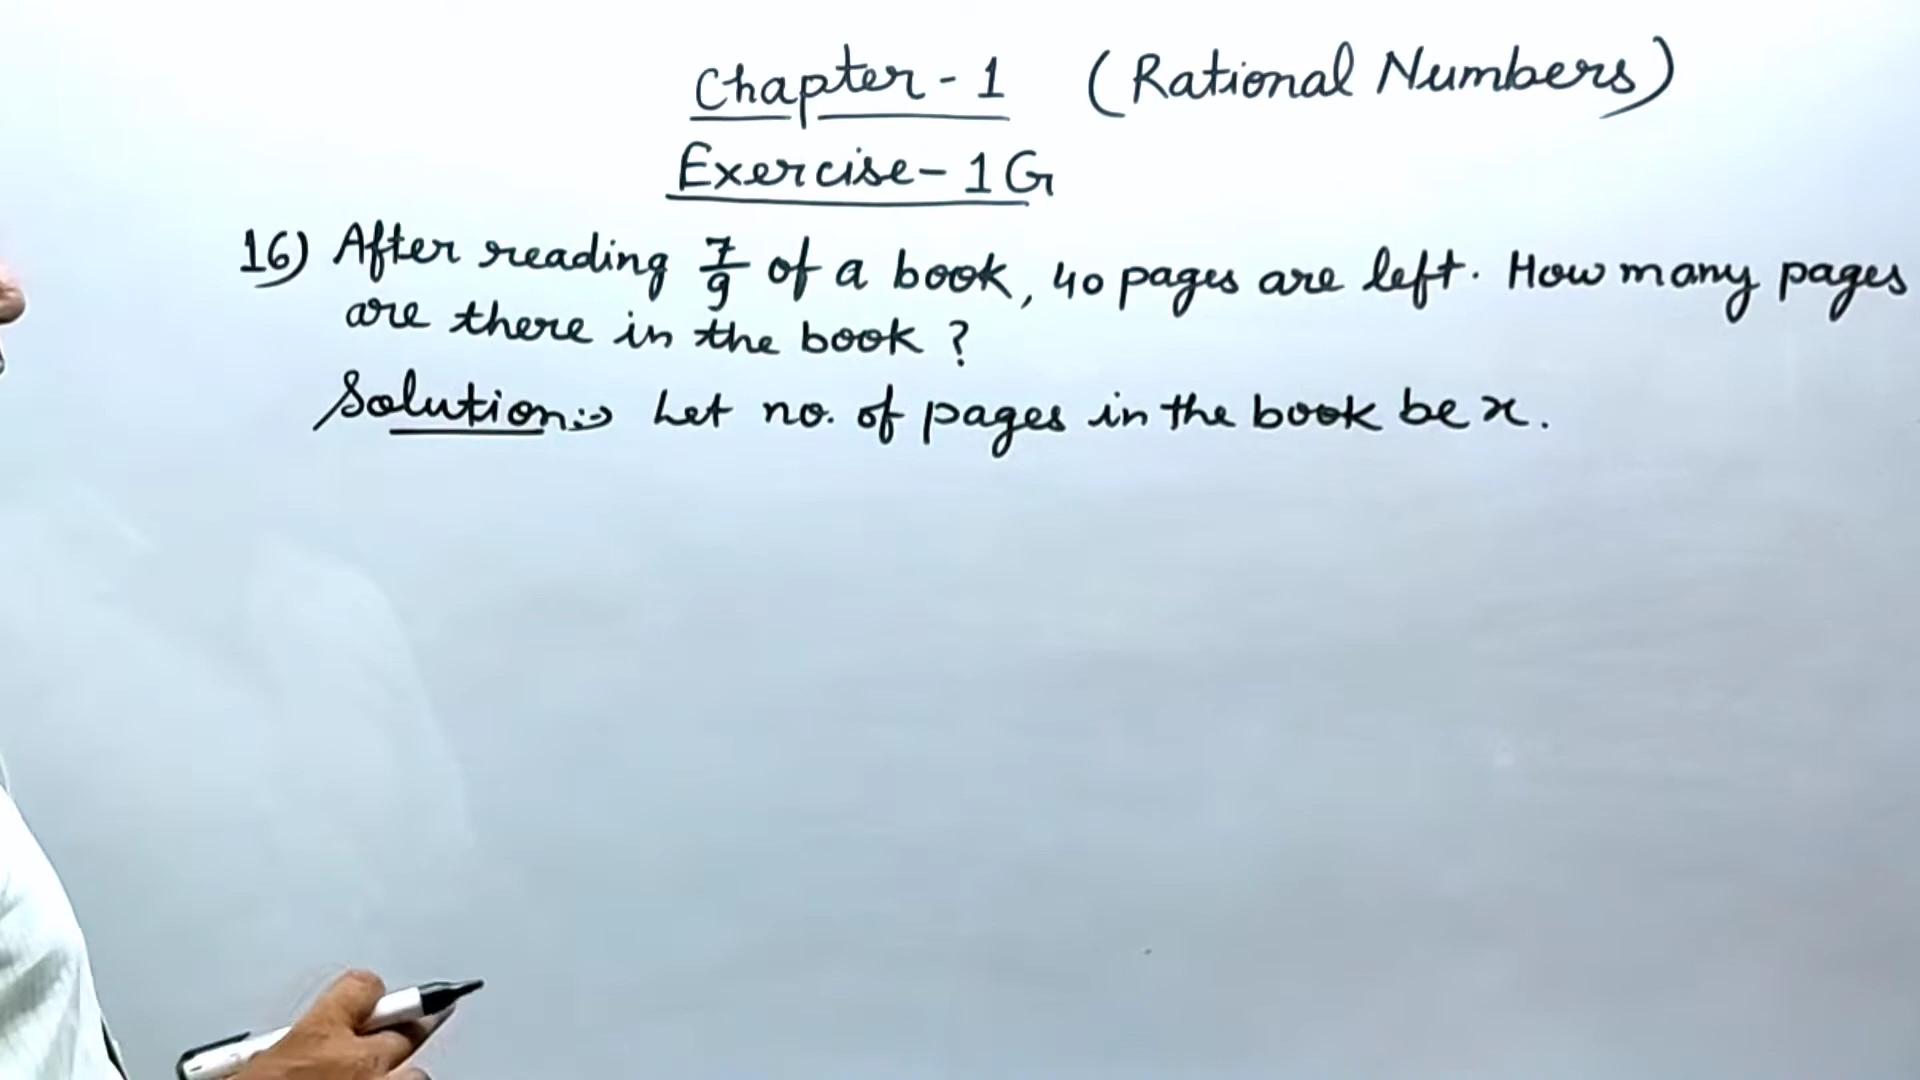 Chapter - 1 (Rational Numbers)
Exercise - 1G
16) After reading 7/9 of a book, 40 pages are left. How many pages
are there in the book ?
Solution:→ Let no. of pages in the book be x.